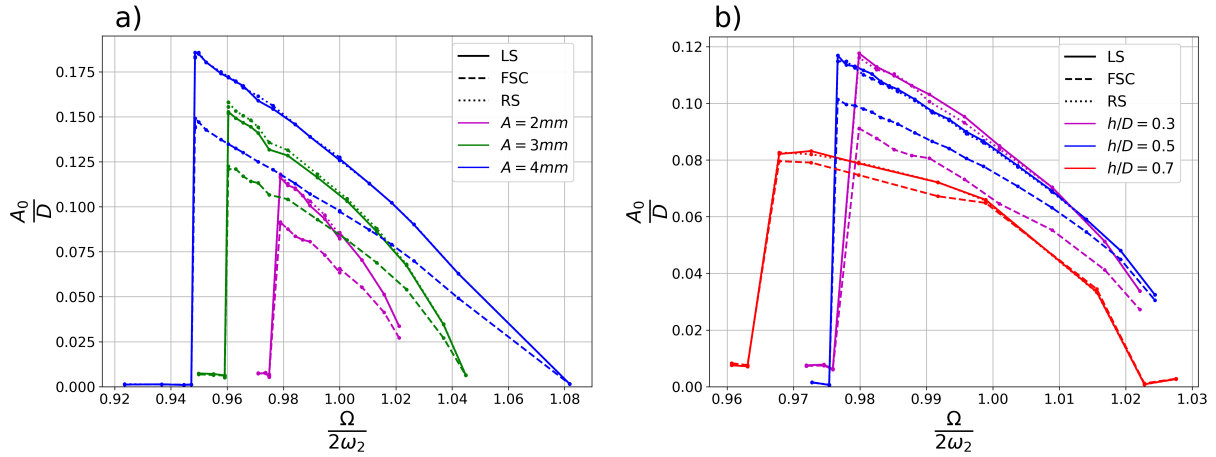 a)
0.175
0.150
0.125
0.100
0.075
0.050
0.025
0.000
A₀/D
0.92 0.94 0.96 0.98 1.00 1.02 1.04 1.06 1.08
Ω/2ω₂
LS
FSC
RS
A = 2mm
A = 3mm
A = 4mm
b)
0.12
0.10
0.08
0.06
0.04
0.02
0.00
A₀/D
0.96 0.97 0.98 0.99 1.00 1.01 1.02 1.03
Ω/2ω₂
LS
FSC
RS
h/D = 0.3
h/D = 0.5
h/D = 0.7